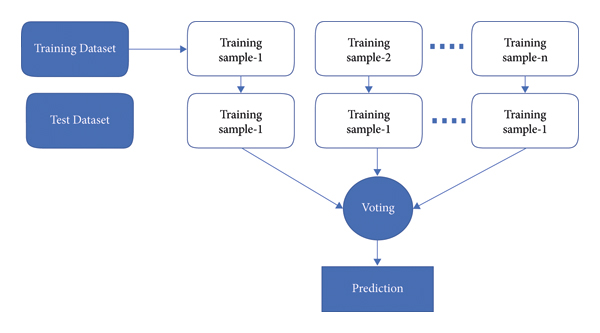 Training Dataset
Training
sample-1
Training
sample-2
Training
sample-n
Test Dataset
Training
sample-1
Training
sample-1
Training
sample-1
Voting
Prediction